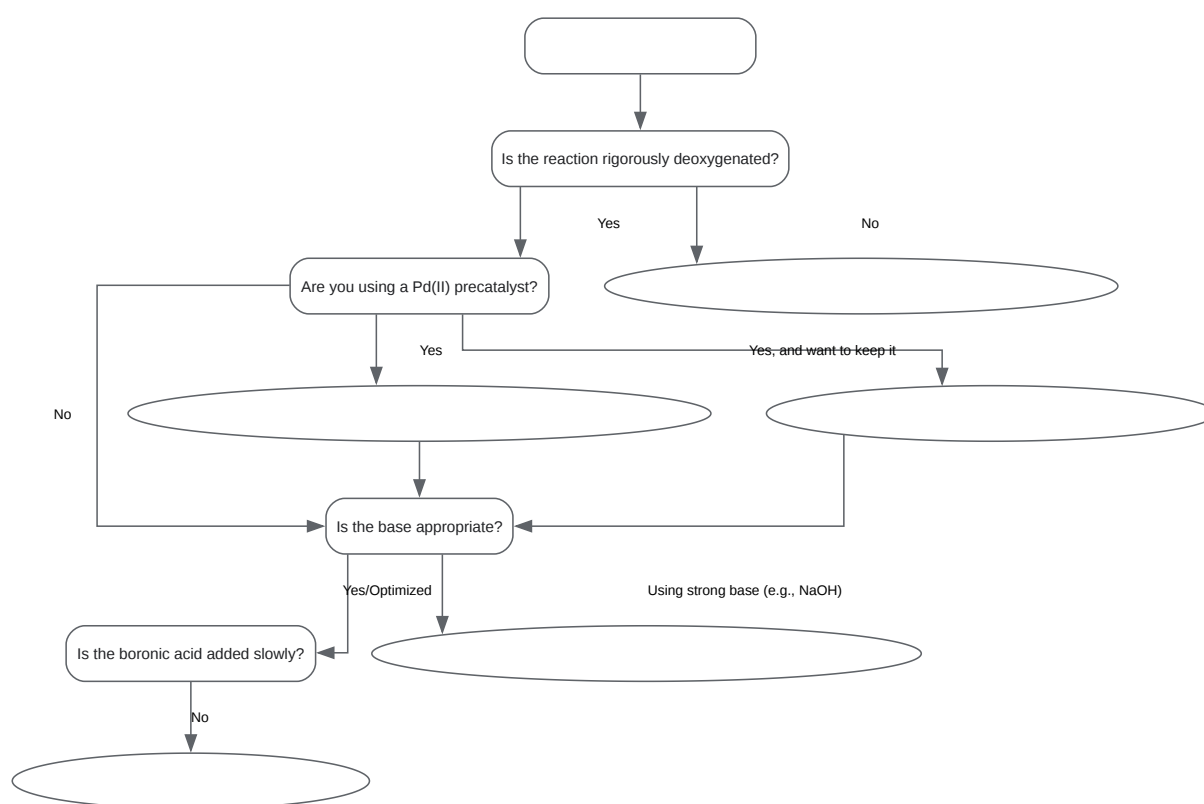 Is the reaction rigorously deoxygenated?
Yes
No
Are you using a Pd(II) precatalyst?
Yes
Yes, and want to keep it
No
Is the base appropriate?
Yes/Optimized
Using strong base (e.g., NaOH)
Is the boronic acid added slowly?
No